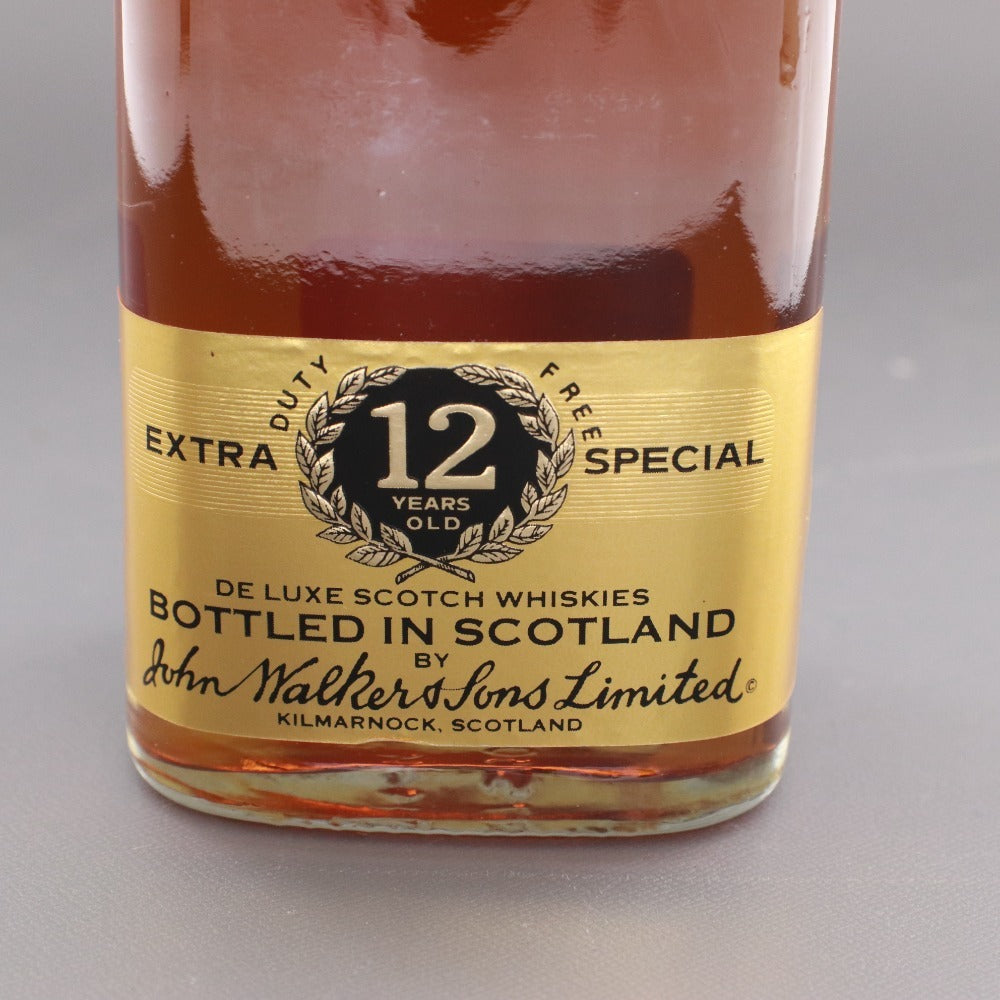 DUTY FREE
EXTRA 12 SPECIAL
YEARS
OLD
DE LUXE SCOTCH WHISKIES
BOTTLED IN SCOTLAND
BY
John Walker & Sons Limited ©
KILMARNOCK, SCOTLAND